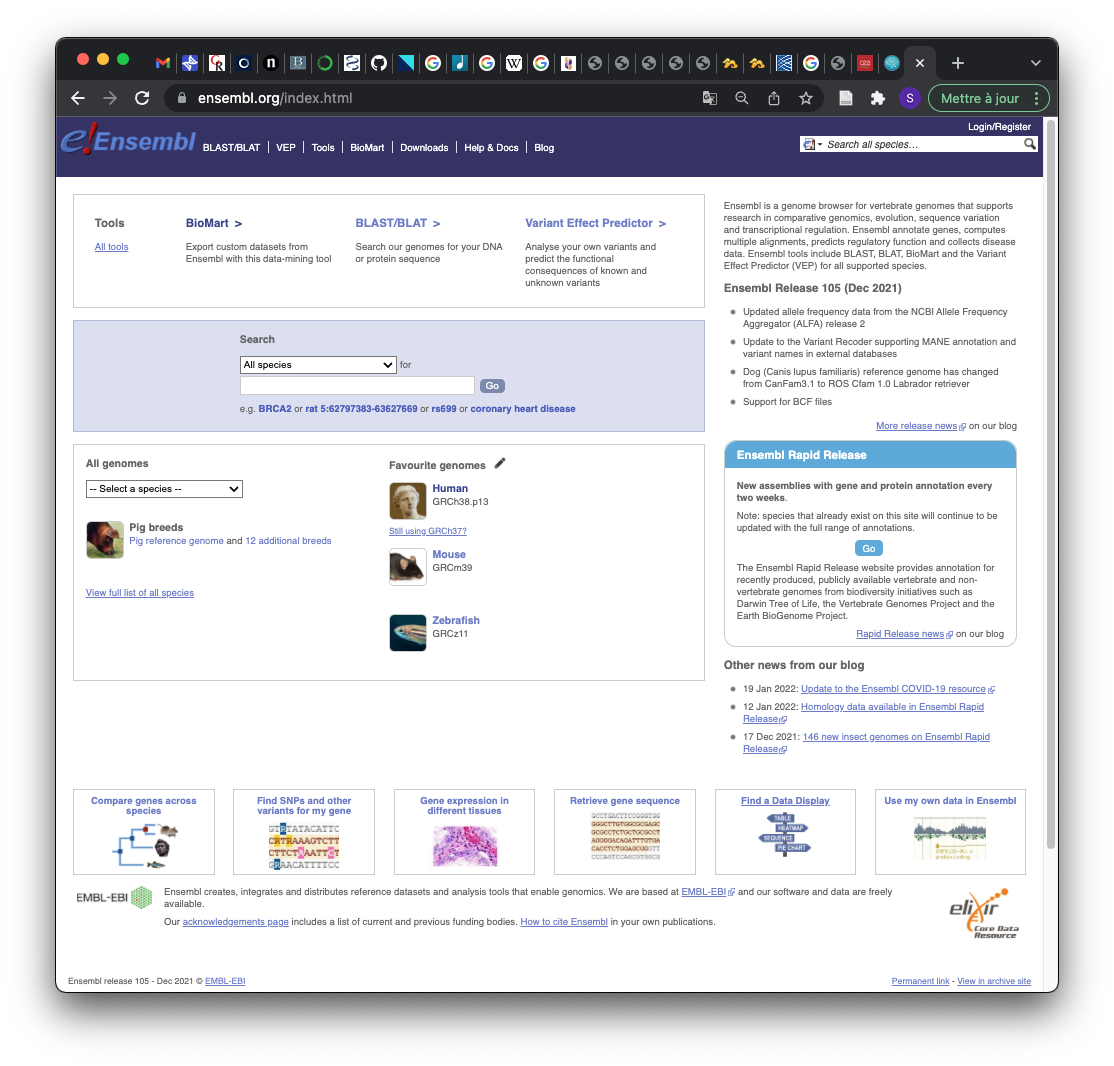 ensembl.org/index.html
Mettre à jour
S
Login/Register
e!Ensembl
BLAST/BLAT
VEP
Tools
BioMart
Downloads
Help & Docs
Blog
Search all species...
Tools
All tools
BioMart >
Export custom datasets from
Ensembl with this data-mining tool
BLAST/BLAT >
Search our genomes for your DNA
or protein sequence
Variant Effect Predictor >
Analyse your own variants and
predict the functional
consequences of known and
unknown variants
Search
All species
for
Go
e.g. BRCA2 or rat 5:62797383-63627669 or rs699 or coronary heart disease
All genomes
-- Select a species --
Pig breeds
Pig reference genome and 12 additional breeds
View full list of all species
Favourite genomes
Human
GRCh38.p13
Still using GRCh37?
Mouse
GRCm39
Zebrafish
GRCz11
Ensembl is a genome browser for vertebrate genomes that supports
research in comparative genomics, evolution, sequence variation
and transcriptional regulation. Ensembl annotate genes, computes
multiple alignments, predicts regulatory function and collects disease
data. Ensembl tools include BLAST, BLAT, BioMart and the Variant
Effect Predictor (VEP) for all supported species.
Ensembl Release 105 (Dec 2021)
Updated allele frequency data from the NCBI Allele Frequency
Aggregator (ALFA) release 2
Update to the Variant Recoder supporting MANE annotation and
variant names in external databases
Dog (Canis lupus familiaris) reference genome has changed
from CanFam3.1 to ROS Cfam 1.0 Labrador retriever
Support for BCF files
More release news on our blog
Ensembl Rapid Release
New assemblies with gene and protein annotation every
two weeks.
Note: species that already exist on this site will continue to be
updated with the full range of annotations.
Go
The Ensembl Rapid Release website provides annotation for
recently produced, publicly available vertebrate and non-
vertebrate genomes from biodiversity initiatives such as
Darwin Tree of Life, the Vertebrate Genomes Project and the
Earth BioGenome Project.
Rapid Release news on our blog
Other news from our blog
19 Jan 2022: Update to the Ensembl COVID-19 resource
12 Jan 2022: Homology data available in Ensembl Rapid
Release
17 Dec 2021: 146 new insect genomes on Ensembl Rapid
Release
Compare genes across
species
Find SNPs and other
variants for my gene
GTRTATACATTC
CRTRAAAGTCTT
CTTCTAAATTCT
GRAACATTTTCC
Gene expression in
different tissues
Retrieve gene sequence
GCCTGACTTCCGGGTGG
GGGCTTGTGGCGCGAGC
GCGCCTCTGCTGCGCCT
AGGGGACAGATTTGTGA
CACCTCTGGAGCGGGTT
CCCAGTCCAGCGTGGCG
Find a Data Display
TABLE
HEATMAP
SEQUENCE
PIE CHART
Use my own data in Ensembl
EMBL-EBI
Ensembl creates, integrates and distributes reference datasets and analysis tools that enable genomics. We are based at EMBL-EBI and our software and data are freely
available.
Our acknowledgements page includes a list of current and previous funding bodies. How to cite Ensembl in your own publications.
elixir
Core Data
Resource
Ensembl release 105 - Dec 2021 © EMBL-EBI
Permanent link - View in archive site